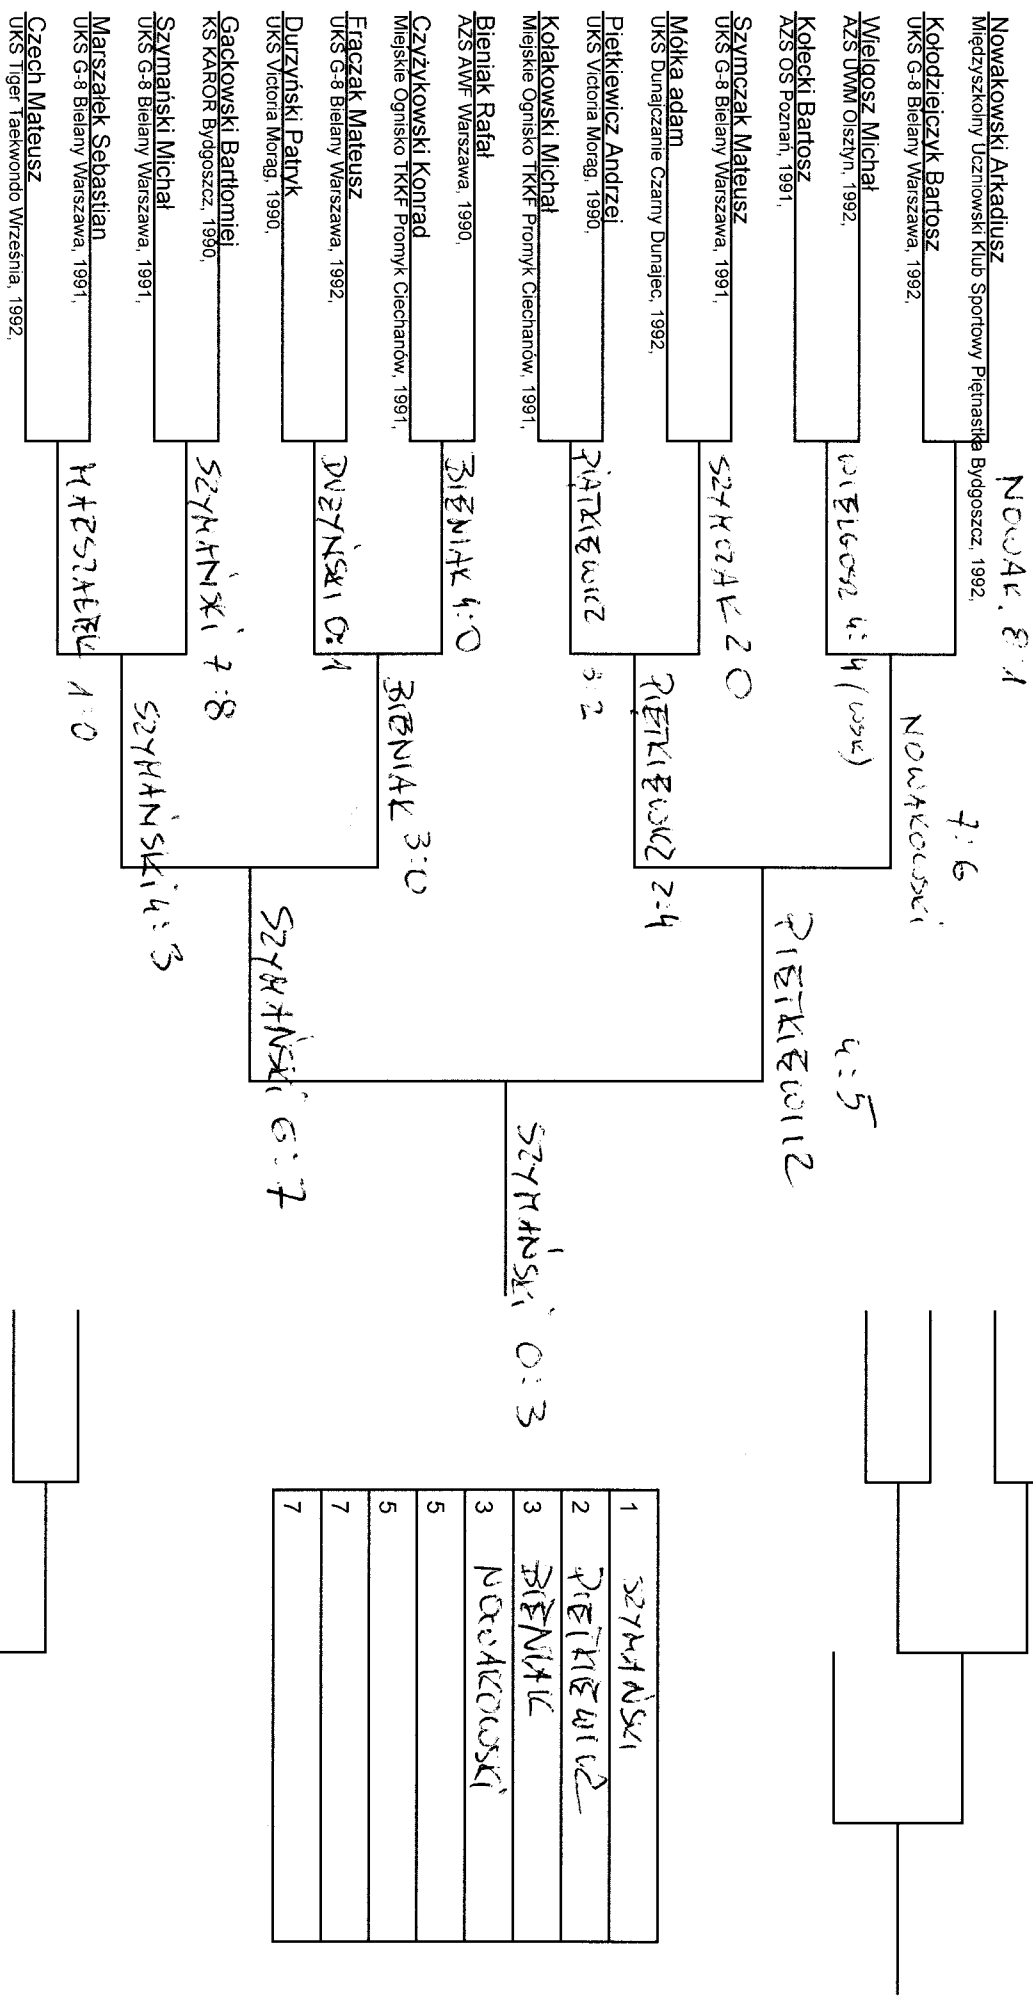 Nowakowski Arkadiusz
Międzyszkolny Uczniowski Klub Sportowy Piętnastka Bydgoszcz, 1992,
Kołodziejczyk Bartosz
UKS G-8 Bielany Warszawa, 1992,
Wielgosz Michał
AZS UWM Olsztyn, 1992,
Kołecki Bartosz
AZS OŚ Poznań, 1991,
Szymczak Mateusz
UKS G-8 Bielany Warszawa, 1991,
Mółka adam
UKS Dunajczanie Czarny Dunajec, 1992,
Pietkiewicz Andrzej
UKS Victoria Morąg, 1990,
Kołakowski Michał
Miejskie Ognisko TKKF Promyk Ciechanów, 1991,
Bieniak Rafał
AZS AWF Warszawa, 1990,
Czyżykowski Konrad
Miejskie Ognisko TKKF Promyk Ciechanów, 1991,
Frączak Mateusz
UKS G-8 Bielany Warszawa, 1992,
Durzyński Patryk
UKS Victoria Morąg, 1990,
Gackowski Bartłomiej
KS KAROR Bydgoszcz, 1990,
Szymański Michał
UKS G-8 Bielany Warszawa, 1991,
Marszałek Sebastian
UKS G-8 Bielany Warszawa, 1991,
Czech Mateusz
UKS Tiger Taekwondo Września, 1992,
NOWAK. 8:1
WIELGOSZ 4:4 (wsk)
SZYMCZAK 2 0
PIĄTKIEWICZ 3:2
BIENIAK 4:0
DUZYŃSKI 0:1
SZYMAŃSKI 7:8
MARSZAŁEK 1:0
NOWAKOWSKI 7:6
PIETKIEWICZ 2:4
BIENIAK 3:0
SZYMAŃSKI 4:3
PIETKIEWICZ 4:5
SZYMAŃSKI 6:7
SZYMAŃSKI 0:3
1 SZYMAŃSKI
2 PIETKIEWICZ
3 BIENIAK
3 NOWAKOWSKI
5
5
7
7